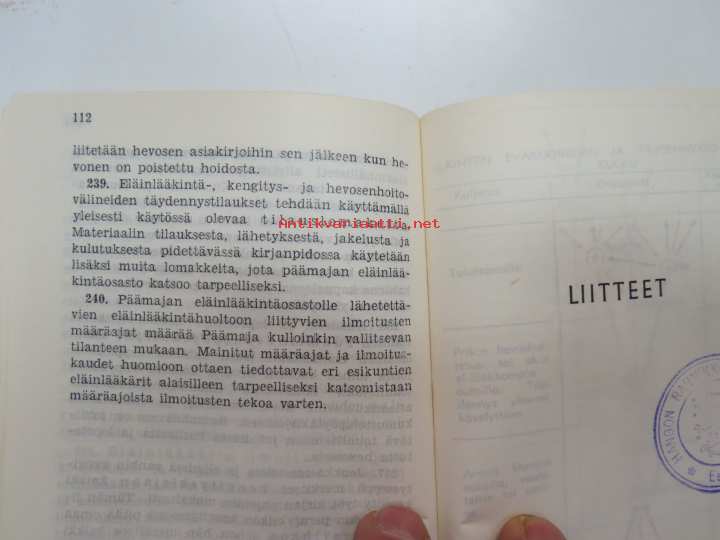 112
liitetään hevosen asiakirjoihin sen jälkeen kun he-
vonen on poistettu hoidosta.
239. Eläinlääkintä-, kengitys- ja hevosenhoito-
välineiden täydennystilaukset tehdään käyttämällä
yleisesti käytössä olevaa tilauslomaketta.
Materiaalin tilauksesta, lähetyksestä, jakelusta ja
kulutuksesta pidettävässä kirjanpidossa käytetään
lisäksi muita lomakkeita, jota päämajan eläinlää-
kintäosasto katsoo tarpeelliseksi.
240. Päämajan eläinlääkintäosastolle lähetettä-
vien eläinlääkintähuoltoon liittyvien ilmoitusten
määräajat määrää Päämaja kulloinkin vallitsevan
tilanteen mukaan. Mainitut määräajat ja ilmoitus-
kaudet huomioon ottaen tiedottavat eri esikuntien
eläinlääkärit alaisilleen tarpeelliseksi katsomistaan
määräajoista ilmoitusten tekoa varten.
Antikvariaatti.net
LIITTEET
HANGON